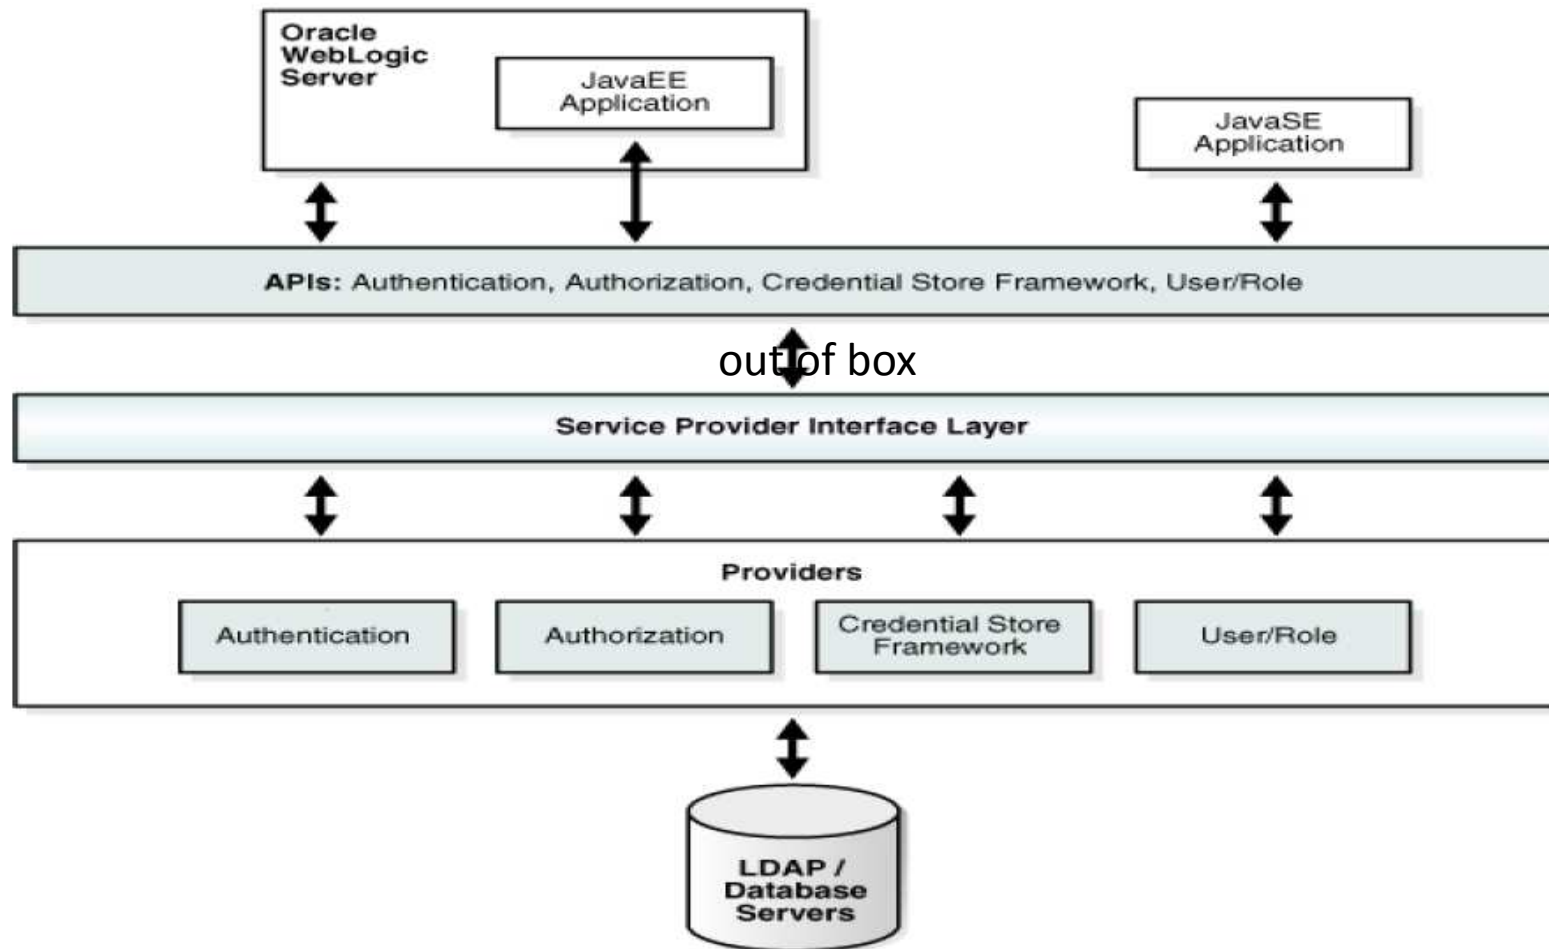 Oracle
WebLogic
Server
JavaEE
Application
JavaSE
Application
APIs: Authentication, Authorization, Credential Store Framework, User/Role
out of box
Service Provider Interface Layer
Providers
Authentication
Authorization
Credential Store
Framework
User/Role
LDAP /
Database
Servers